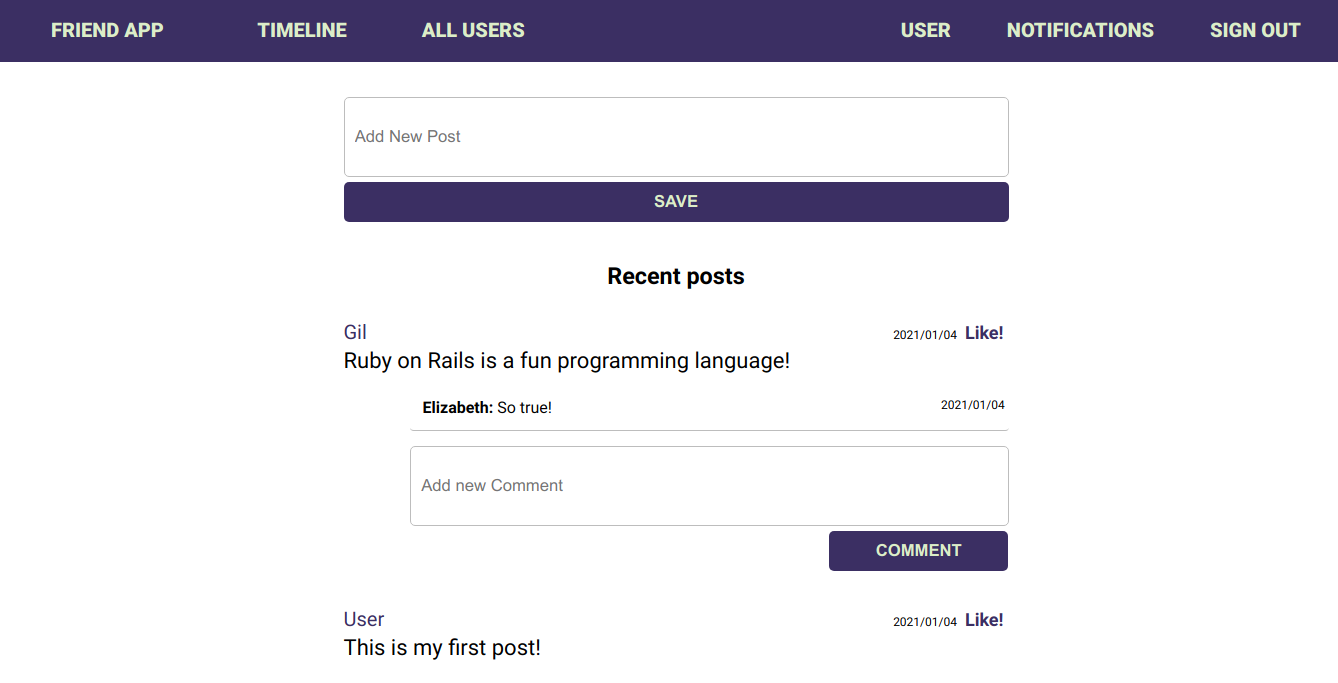 FRIEND APP TIMELINE ALL USERS USER NOTIFICATIONS SIGN OUT
Add New Post
SAVE
Recent posts
Gil 2021/01/04 Like!
Ruby on Rails is a fun programming language!
Elizabeth: So true! 2021/01/04
Add new Comment
COMMENT
User 2021/01/04 Like!
This is my first post!